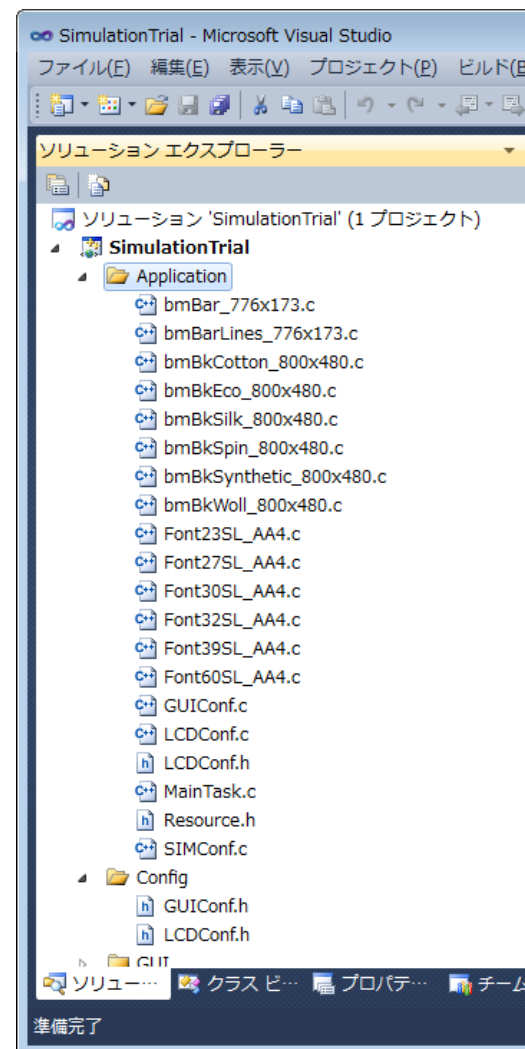 SimulationTrial - Microsoft Visual Studio
ファイル(F) 編集(E) 表示(V) プロジェクト(P) ビルド(B
ソリューション エクスプローラー
ソリューション 'SimulationTrial' (1 プロジェクト)
SimulationTrial
Application
bmBar_776x173.c
bmBarLines_776x173.c
bmBkCotton_800x480.c
bmBkEco_800x480.c
bmBkSilk_800x480.c
bmBkSpin_800x480.c
bmBkSynthetic_800x480.c
bmBkWoll_800x480.c
Font23SL_AA4.c
Font27SL_AA4.c
Font30SL_AA4.c
Font32SL_AA4.c
Font39SL_AA4.c
Font60SL_AA4.c
GUIConf.c
LCDConf.c
LCDConf.h
MainTask.c
Resource.h
SIMConf.c
Config
GUIConf.h
LCDConf.h
GUI
ソリュー… クラス ビ… プロパテ… チーム
準備完了